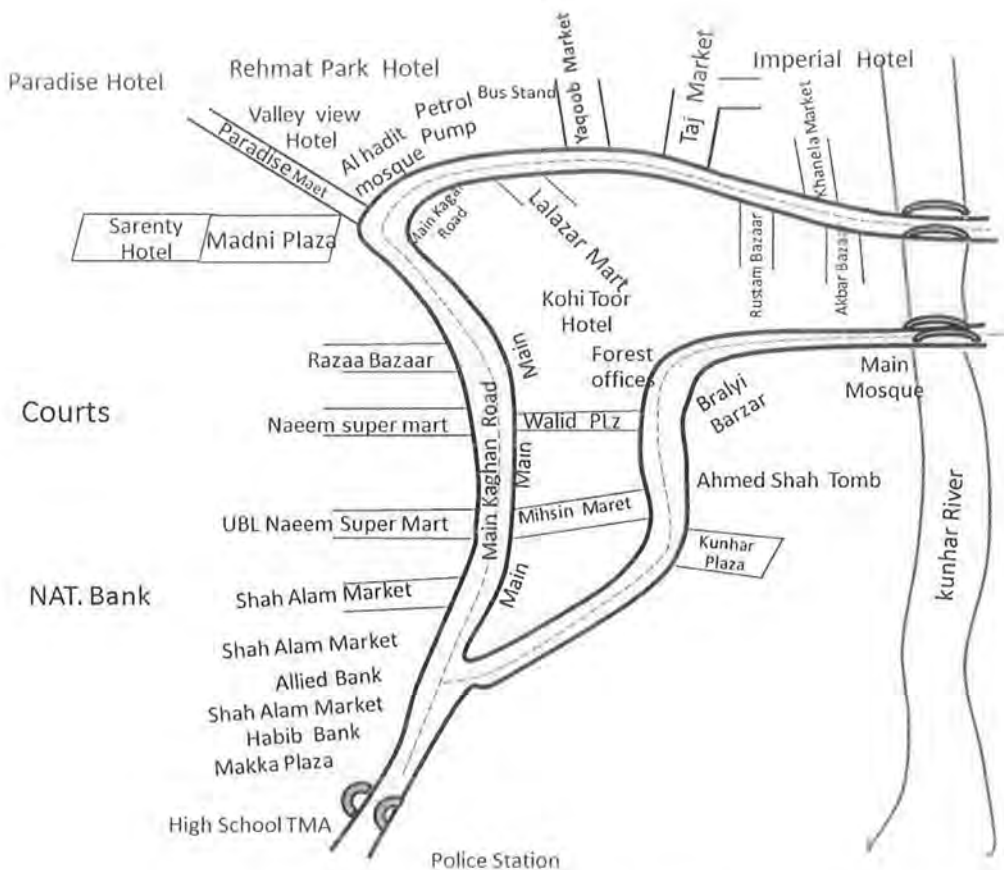 Paradise Hotel
Rehmat Park Hotel
Valley view
Hotel
Paradise Maet
Al hadit
mosque
Petrol
Pump
Bus Stand
Yaqoob Market
Taj Market
Imperial Hotel
Khanela Market
Sarenty
Hotel
Madni Plaza
Main Kagan
Road
Lalazar Mart
Rustam Bazaar
Akbar Bazaar
Kohi Toor
Hotel
Razaa Bazaar
Main
Forest
offices
Main
Mosque
Bralyi
Barzar
Courts
Naeem super mart
Main Kaghan Road
Walid PLz
Main
Ahmed Shah Tomb
UBL Naeem Super Mart
Mihsin Maret
Kunhar
Plaza
kunhar River
NAT. Bank
Shah Alam Market
Main
Shah Alam Market
Allied Bank
Shah Alam Market
Habib Bank
Makka Plaza
High School TMA
Police Station